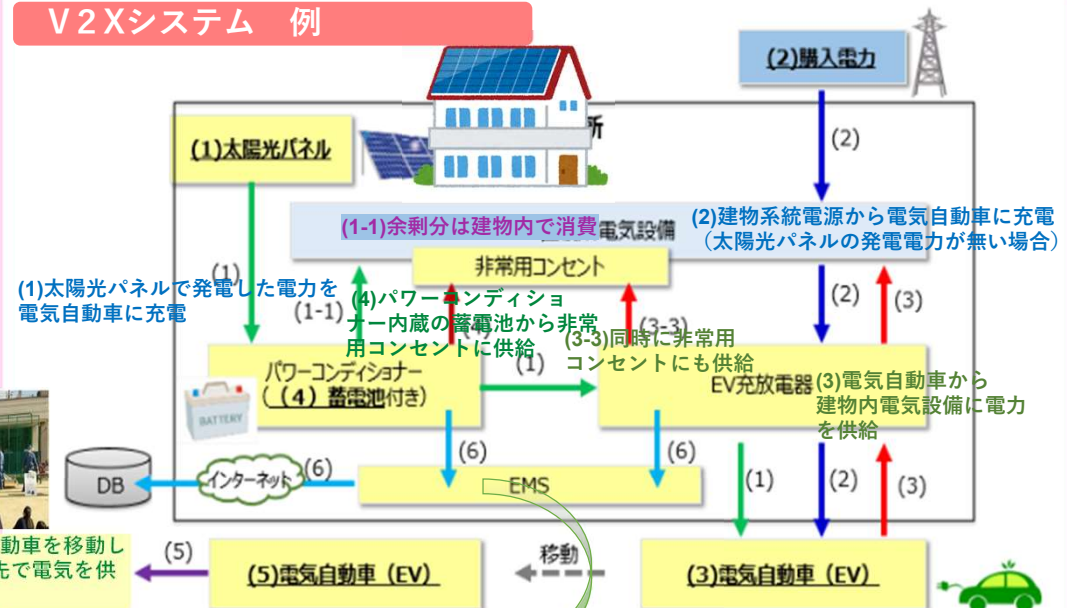 V2Xシステム　例
(2)購入電力
所
(1)太陽光パネル
(2)
(1-1)余剰分は建物内で消費
電気設備
(2)建物系統電源から電気自動車に充電
（太陽光パネルの発電電力が無い場合）
非常用コンセント
(1)
(1)太陽光パネルで発電した電力を
電気自動車に充電
(1-1)
(4)パワーコンディショ
ナー内蔵の蓄電池から非常
用コンセントに供給
(4)
(3-3)
(3-3)同時に非常用
コンセントにも供給
(2)
(3)
パワーコンディショナー
（（4）蓄電池付き）
BATTERY
(1)
EV充放電器
(3)電気自動車から
建物内電気設備に電力
を供給
(6)
(6)
DB
インターネット
(6)
EMS
(1)
(2)
(3)
動車を移動し
先で電気を供
(5)
(5)電気自動車（EV）
移動
(3)電気自動車（EV）